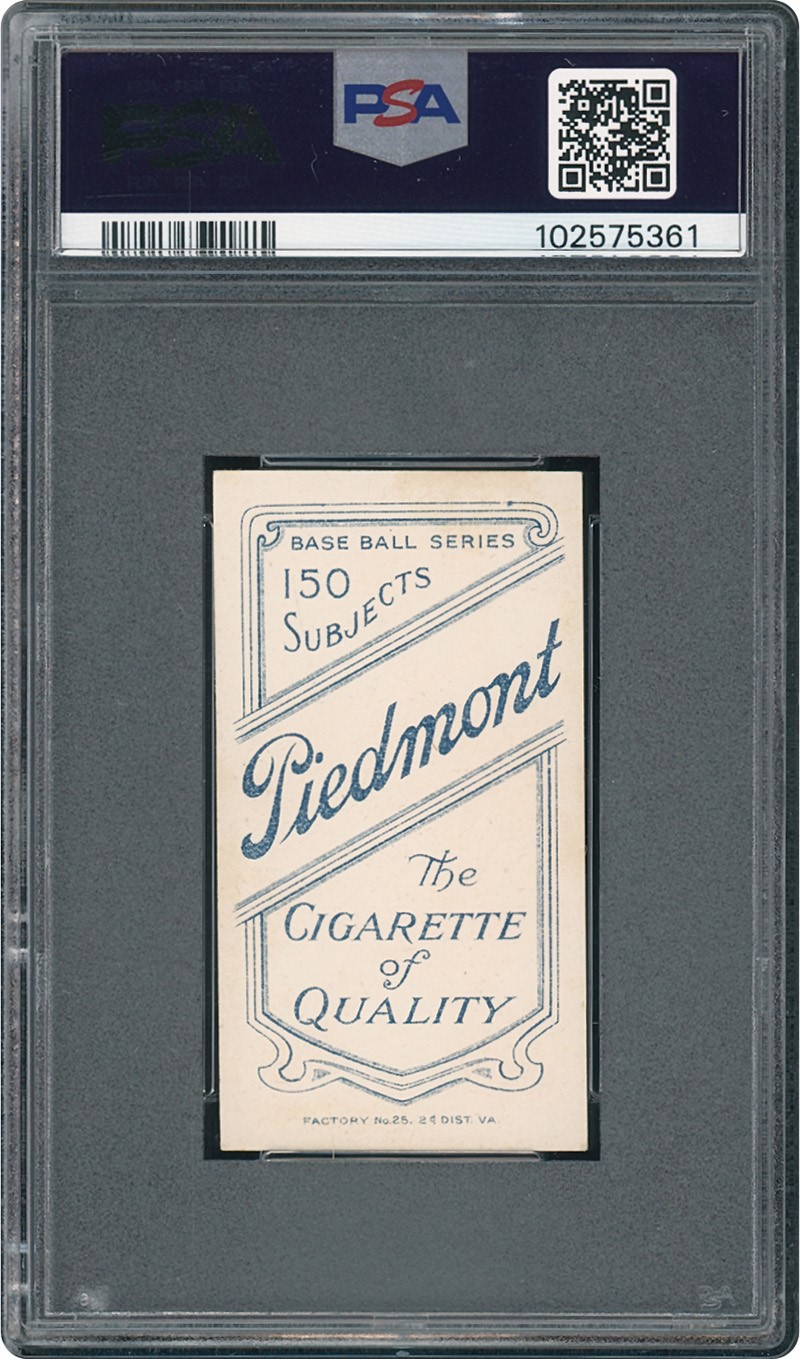 PSA
102575361
BASE BALL SERIES
150
SUBJECTS
Piedmont
The
CIGARETTE
of
QUALITY
FACTORY No.25. 2d DIST. VA.